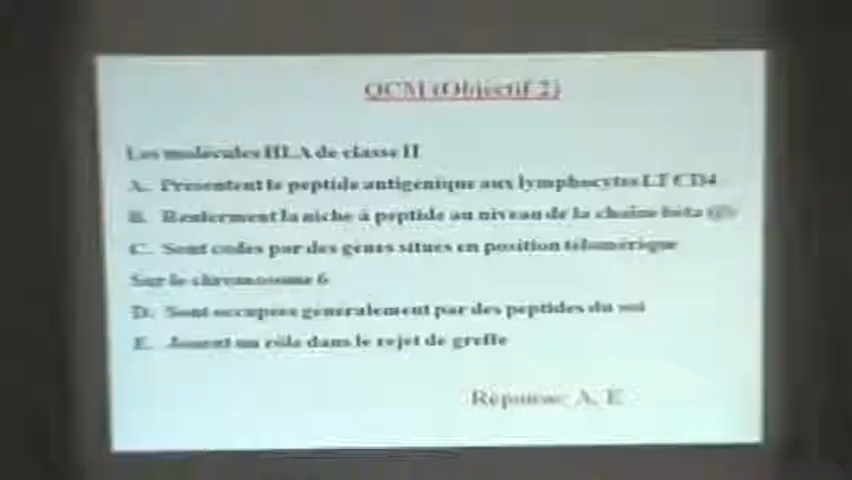 QCM (Objectif 2)
Les molécules HLA de classe II
A. Présentent le peptide antigénique aux lymphocytes LT CD4
B. Renferment la niche à peptide au niveau de la chaîne bêta
C. Sont codés par des gènes situés en position télomérique
Sur le chromosome 6
D. Sont occupées généralement par des peptides du soi
E. Jouent un rôle dans le rejet de greffe
Réponse: A, E